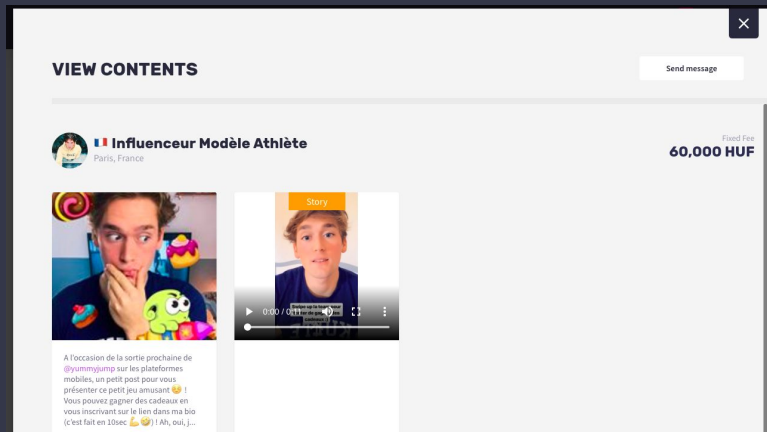 VIEW CONTENTS
Send message
Influenceur Modèle Athlète
Paris, France
Fixed Fee
60,000 HUF
Story
0:00 / 0:11
A l'occasion de la sortie prochaine de
@yummyjump sur les plateformes
mobiles, un petit post pour vous
présenter ce petit jeu amusant 😄 !
Vous pouvez gagner des cadeaux en
vous inscrivant sur le lien dans ma bio
(c'est fait en 10sec 💪🤪) ! Ah, oui, j...